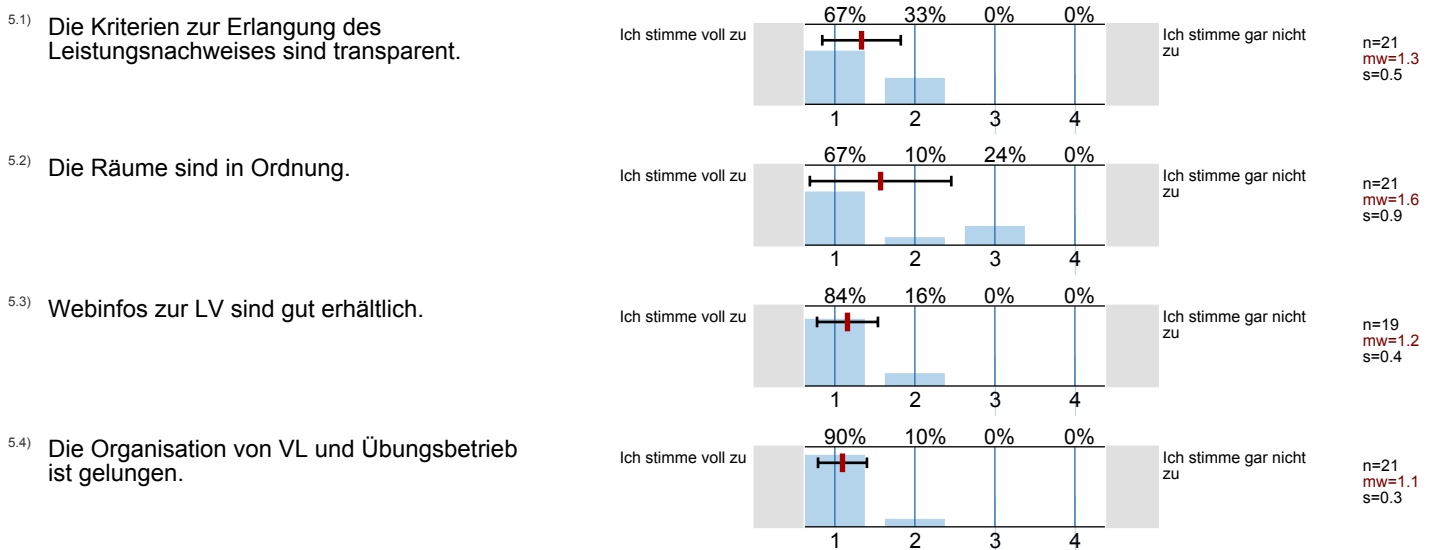 5.1) Die Kriterien zur Erlangung des
Leistungsnachweises sind transparent.
Ich stimme voll zu
67% 33% 0% 0%
1 2 3 4
Ich stimme gar nicht
zu
n=21
mw=1.3
s=0.5
5.2) Die Räume sind in Ordnung.
Ich stimme voll zu
67% 10% 24% 0%
1 2 3 4
Ich stimme gar nicht
zu
n=21
mw=1.6
s=0.9
5.3) Webinfos zur LV sind gut erhältlich.
Ich stimme voll zu
84% 16% 0% 0%
1 2 3 4
Ich stimme gar nicht
zu
n=19
mw=1.2
s=0.4
5.4) Die Organisation von VL und Übungsbetrieb
ist gelungen.
Ich stimme voll zu
90% 10% 0% 0%
1 2 3 4
Ich stimme gar nicht
zu
n=21
mw=1.1
s=0.3